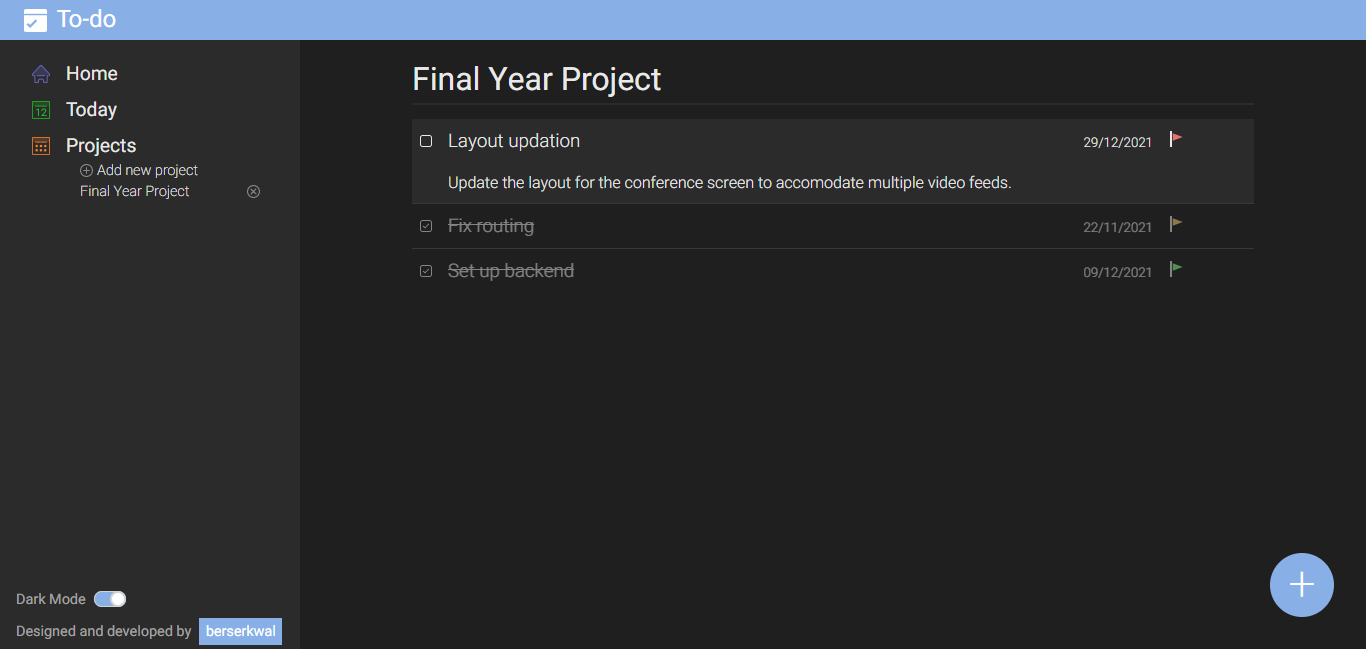 To-do
Home
12
Today
Projects
Add new project
Final Year Project
Dark Mode
Designed and developed by berserkwal
Final Year Project
Layout updation 29/12/2021
Update the layout for the conference screen to accomodate multiple video feeds.
Fix routing 22/11/2021
Set up backend 09/12/2021